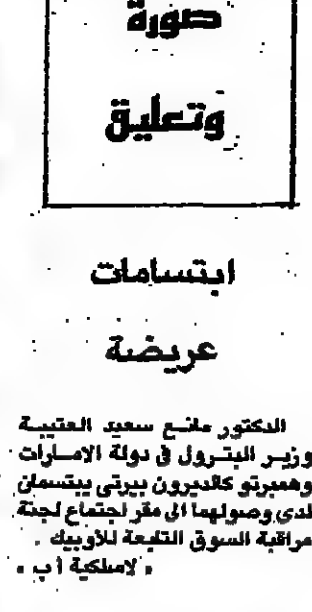 صورة
وتعليق
ابتسامات
عريضة
الدكتور مانع سعيد العتيبة
وزير البترول في دولة الامارات
وهمبرتو كالديرون بيرتي يبتسمان
لدى وصولهما الى مقر اجتماع لجنة
مراقبة السوق التابعة للأوبيك .
« لاسلكية أ ب »